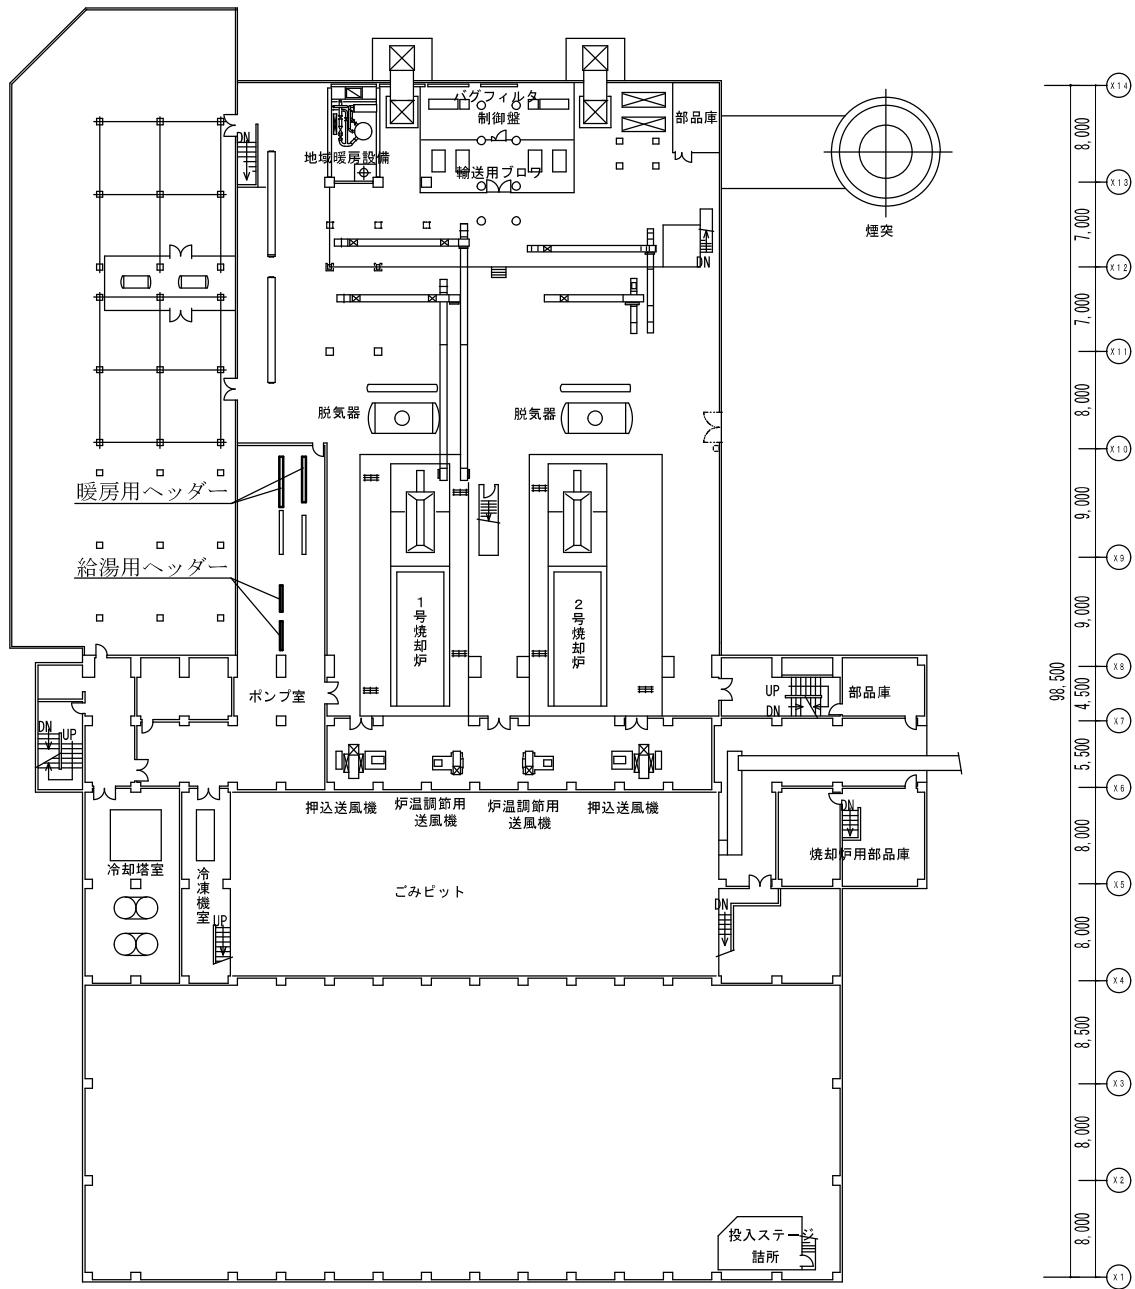 X14
バグフィルタ
制御盤
部品庫
8,000
DN
地域暖房設備
輸送用ブロワ
X13
7,000
煙突
DN
X12
7,000
X11
8,000
脱気器
脱気器
X10
暖房用ヘッダー
9,000
給湯用ヘッダー
X9
1号焼却炉
2号焼却炉
9,000
98,500
X8
ポンプ室
UP
DN
部品庫
4,500
DN
UP
X7
5,500
X6
押込送風機
炉温調節用
送風機
炉温調節用
送風機
押込送風機
DN
8,000
冷却塔室
冷凍機室
焼却炉用部品庫
ごみピット
X5
UP
DN
8,000
X4
8,500
X3
8,000
X2
投入ステージ
詰所
8,000
X1